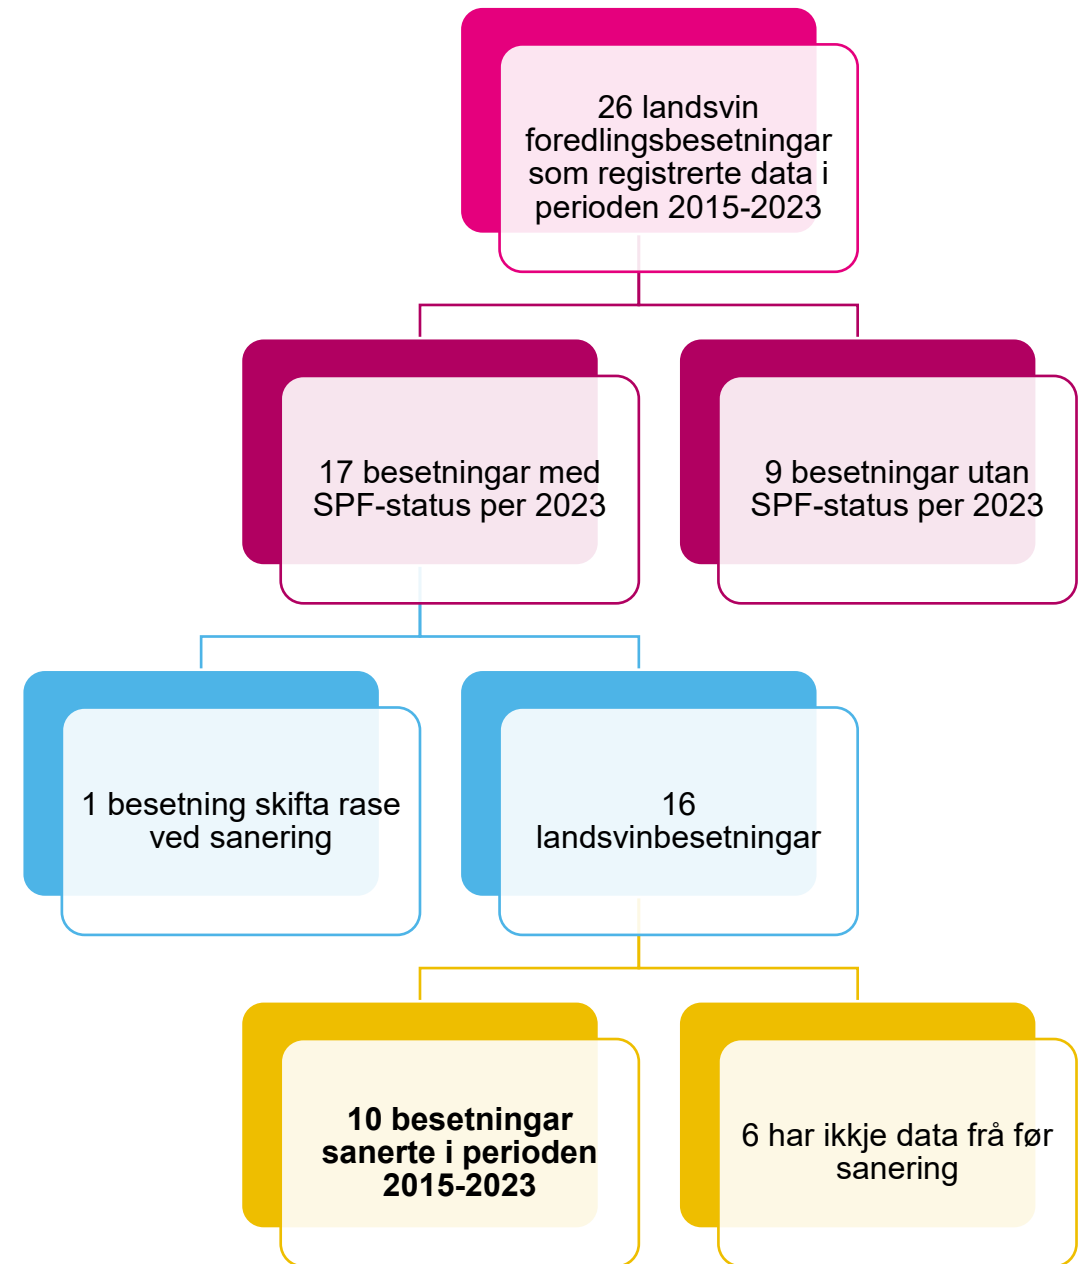 26 landsvin
foredlingsbesetningar
som registrerte data i
perioden 2015-2023
17 besetningar med
SPF-status per 2023
9 besetningar utan
SPF-status per 2023
1 besetning skifta rase
ved sanering
16
landsvinbesetningar
10 besetningar
sanerte i perioden
2015-2023
6 har ikkje data frå før
sanering